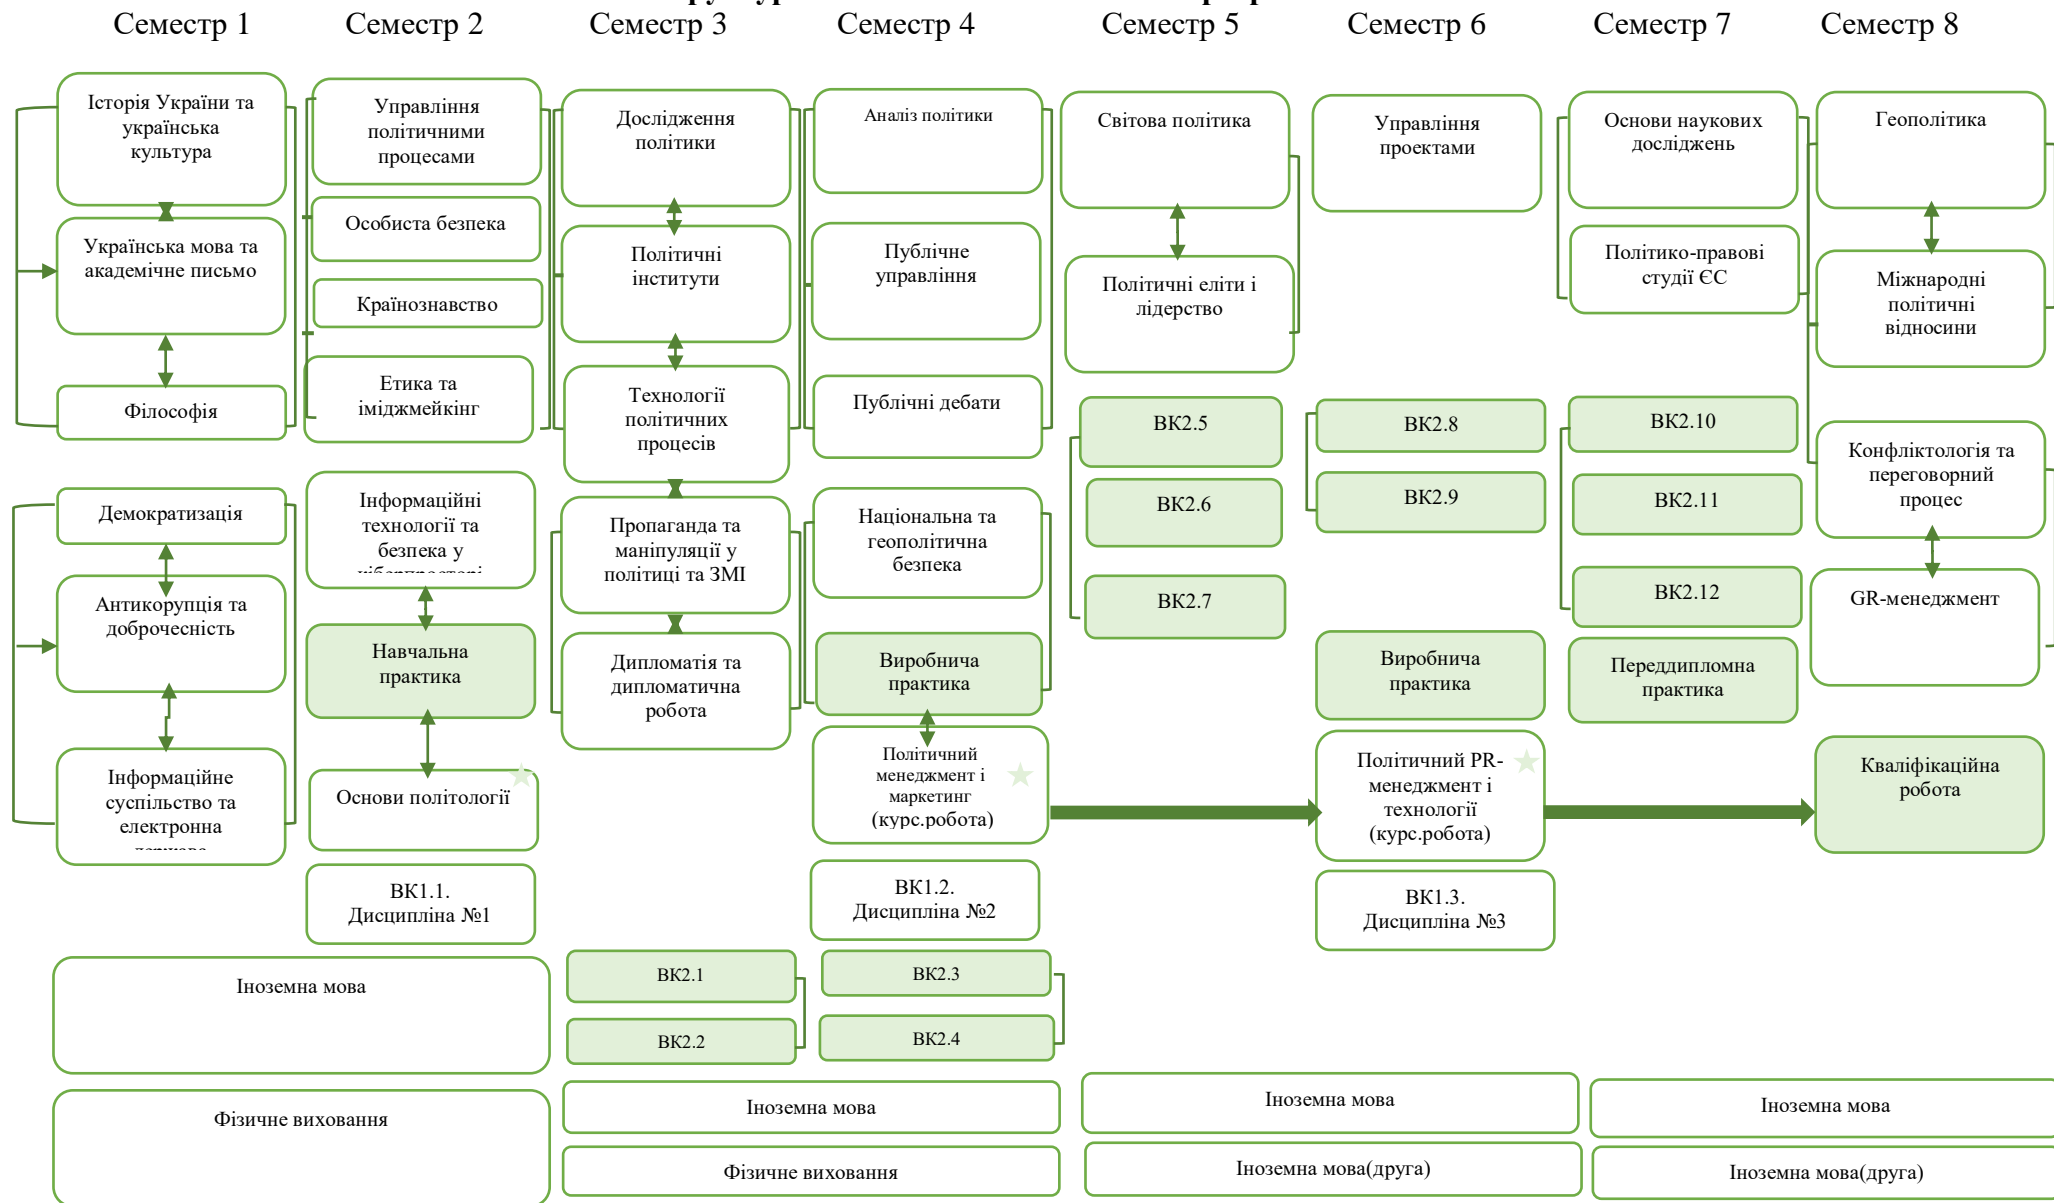 Семестр 1
Семестр 2
Семестр 3
Семестр 4
Семестр 5
Семестр 6
Семестр 7
Семестр 8
Історія України та
українська
культура
Українська мова та
академічне письмо
Філософія
Демократизація
Антикорупція та
доброчесність
Інформаційне
суспільство та
електронна
Управління
політичними
процесами
Особиста безпека
Країнознавство
Етика та
іміджмейкінг
Інформаційні
технології та
безпека у
Навчальна
практика
Основи політології
ВК1.1.
Дисципліна №1
Дослідження
політики
Політичні
інститути
Технології
політичних
процесів
Пропаганда та
маніпуляції у
політиці та ЗМІ
Дипломатія та
дипломатична
робота
Аналіз політики
Публічне
управління
Публічні дебати
Національна та
геополітична
безпека
Виробнича
практика
Політичний
менеджмент і
маркетинг
(курс.робота)
ВК1.2.
Дисципліна №2
Світова політика
Політичні еліти і
лідерство
ВК2.5
ВК2.6
ВК2.7
Управління
проектами
ВК2.8
ВК2.9
Виробнича
практика
Політичний PR-
менеджмент і
технології
(курс.робота)
ВК1.3.
Дисципліна №3
Основи наукових
досліджень
Політико-правові
студії ЄС
ВК2.10
ВК2.11
ВК2.12
Переддипломна
практика
Геополітика
Міжнародні
політичні
відносини
Конфліктологія та
переговорний
процес
GR-менеджмент
Кваліфікаційна
робота
Іноземна мова
Фізичне виховання
ВК2.1
ВК2.2
ВК2.3
ВК2.4
Іноземна мова
Фізичне виховання
Іноземна мова
Іноземна мова(друга)
Іноземна мова
Іноземна мова(друга)